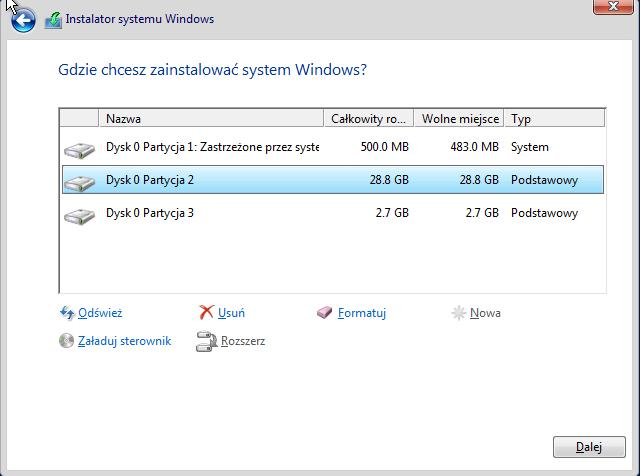 Instalator systemu Windows
Gdzie chcesz zainstalować system Windows?
Nazwa Całkowity ro... Wolne miejsce Typ
Dysk 0 Partycja 1: Zastrzeżone przez syste 500.0 MB 483.0 MB System
Dysk 0 Partycja 2 28.8 GB 28.8 GB Podstawowy
Dysk 0 Partycja 3 2.7 GB 2.7 GB Podstawowy
Odśwież Usuń Formatuj Nowa
Załaduj sterownik Rozszerz
Dalej